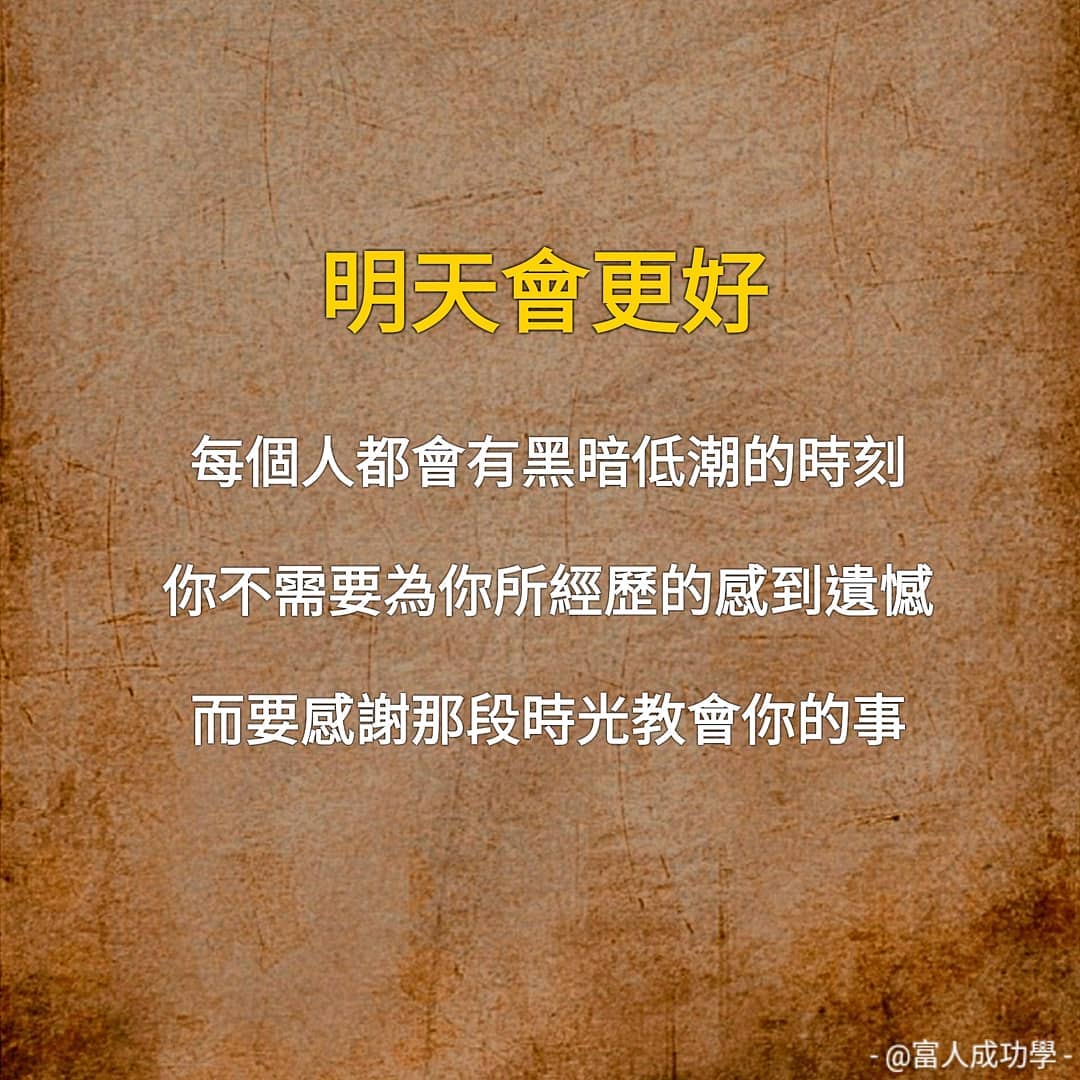 明天會更好
每個人都會有黑暗低潮的時刻
你不需要為你所經歷的感到遺憾
而要感謝那段時光教會你的事
- @富人成功學 -